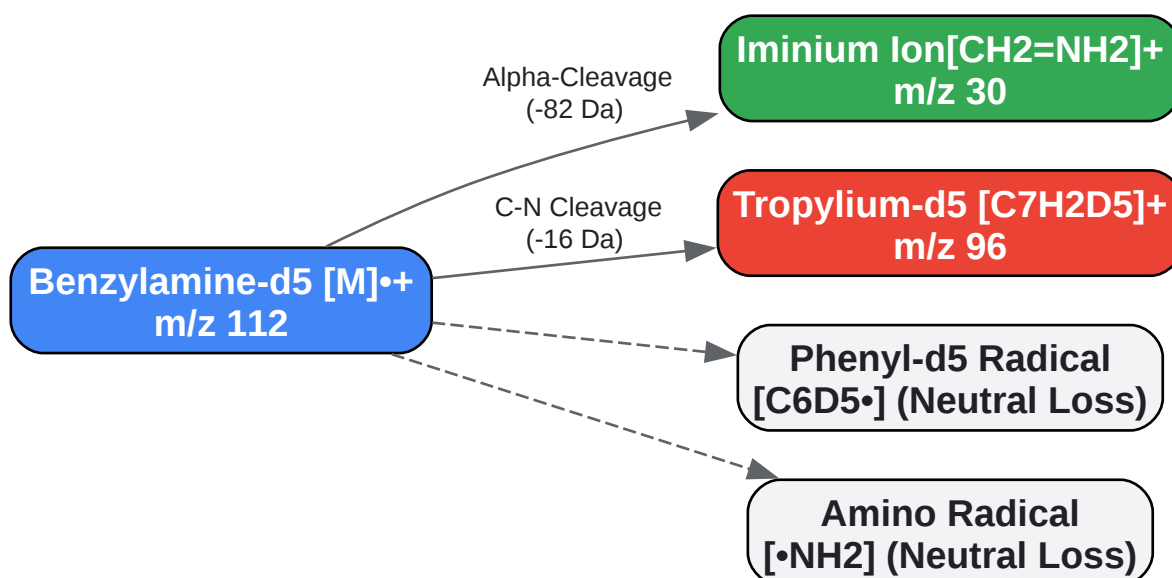 Iminium Ion[CH2=NH2]+
m/z 30
Alpha-Cleavage
(-82 Da)
Tropylium-d5 [C7H2D5]+
m/z 96
C-N Cleavage
(-16 Da)
Benzylamine-d5 [M]•+
m/z 112
Phenyl-d5 Radical
[C6D5•] (Neutral Loss)
Amino Radical
[•NH2] (Neutral Loss)